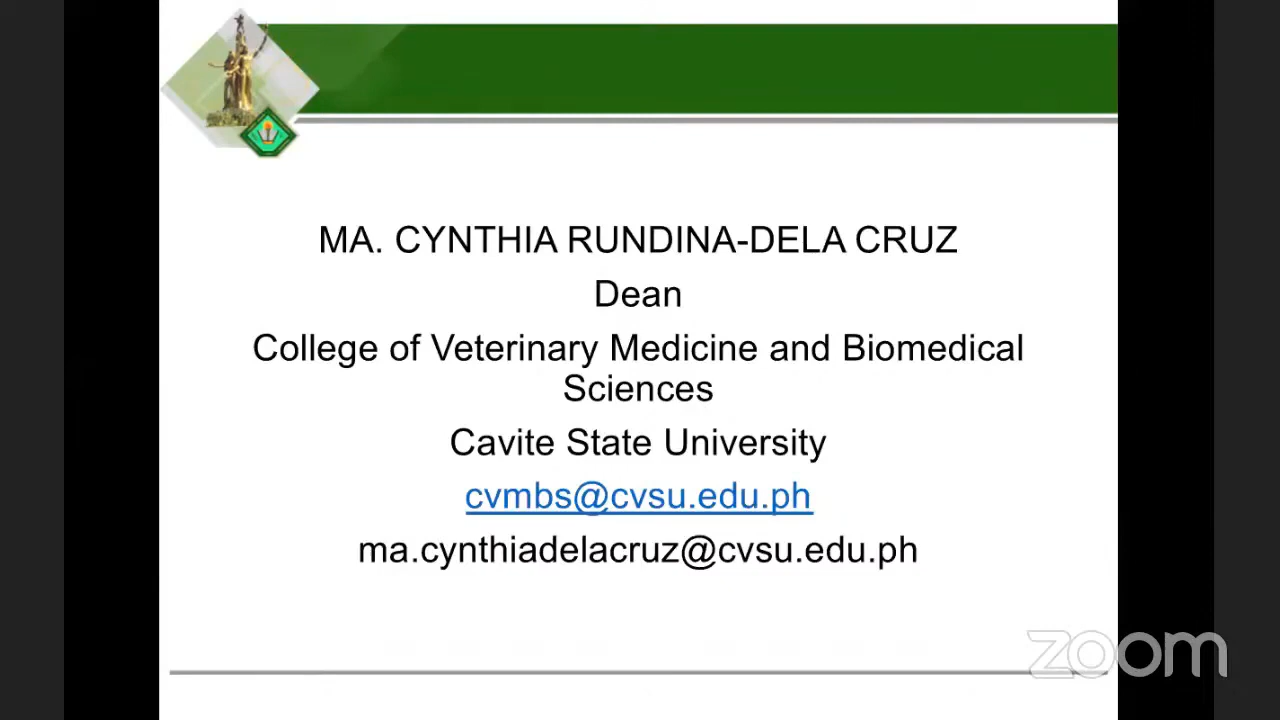 MA. CYNTHIA RUNDINA-DELA CRUZ
Dean
College of Veterinary Medicine and Biomedical
Sciences
Cavite State University
cvmbs@cvsu.edu.ph
ma.cynthiadelacruz@cvsu.edu.ph
zoom